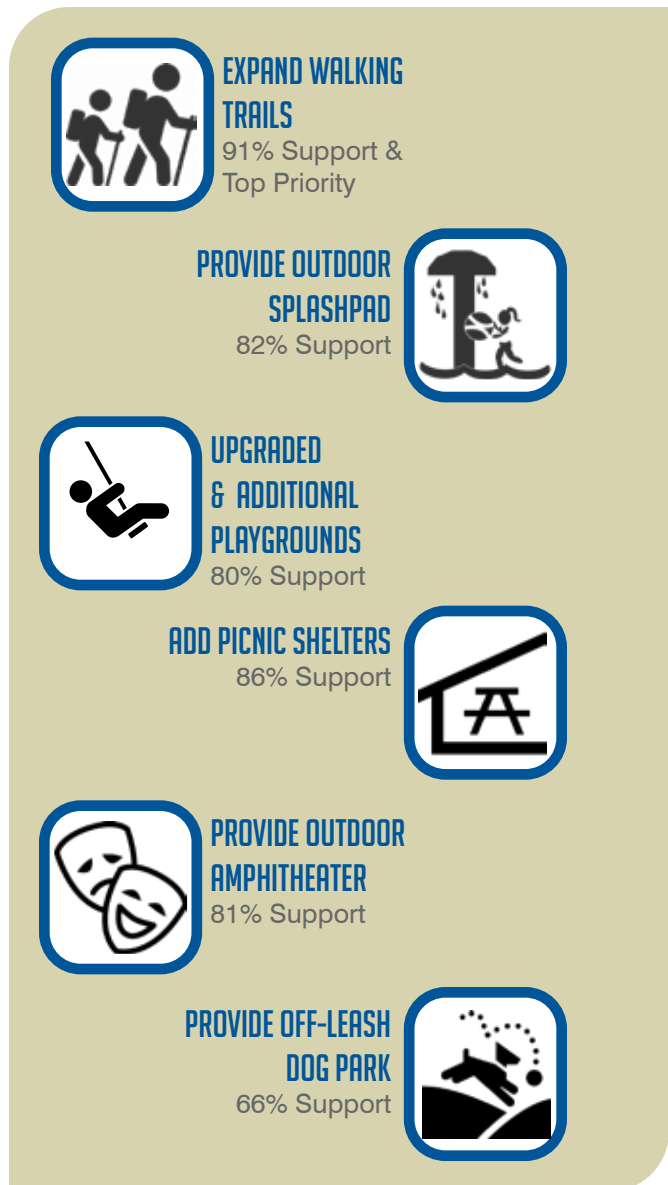 EXPAND WALKING
TRAILS
91% Support &
Top Priority
PROVIDE OUTDOOR
SPLASHPAD
82% Support
UPGRADED
& ADDITIONAL
PLAYGROUNDS
80% Support
ADD PICNIC SHELTERS
86% Support
PROVIDE OUTDOOR
AMPHITHEATER
81% Support
PROVIDE OFF-LEASH
DOG PARK
66% Support